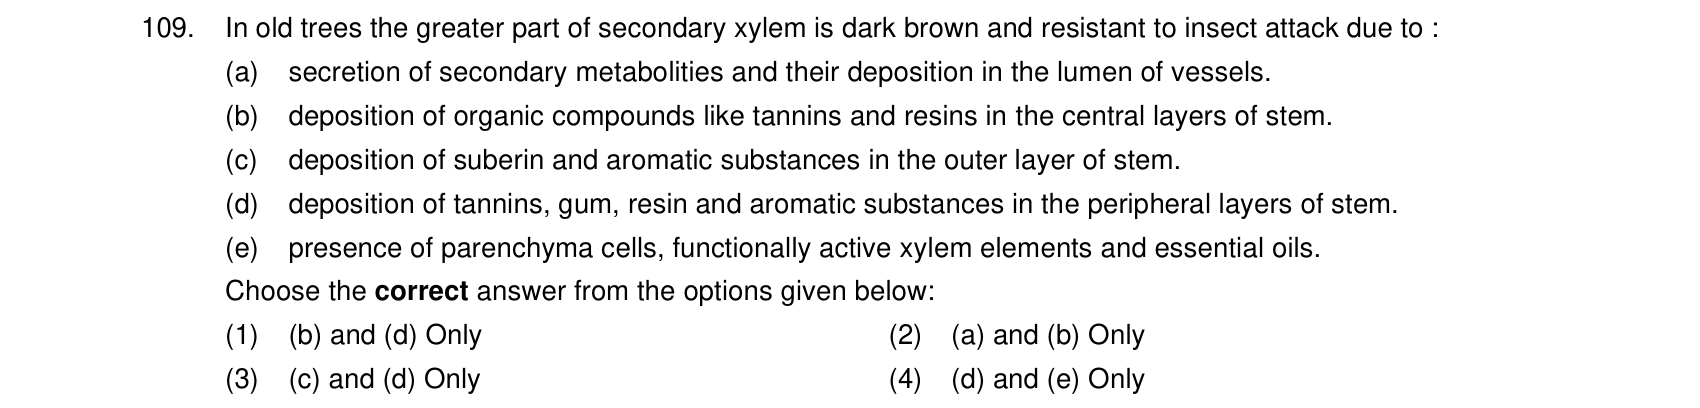 109. In old trees the greater part of secondary xylem is dark brown and resistant to insect attack due to :
(a) secretion of secondary metabolities and their deposition in the lumen of vessels.
(b) deposition of organic compounds like tannins and resins in the central layers of stem.
(c) deposition of suberin and aromatic substances in the outer layer of stem.
(d) deposition of tannins, gum, resin and aromatic substances in the peripheral layers of stem.
(e) presence of parenchyma cells, functionally active xylem elements and essential oils.
Choose the correct answer from the options given below:
(1) (b) and (d) Only (2) (a) and (b) Only
(3) (c) and (d) Only (4) (d) and (e) Only